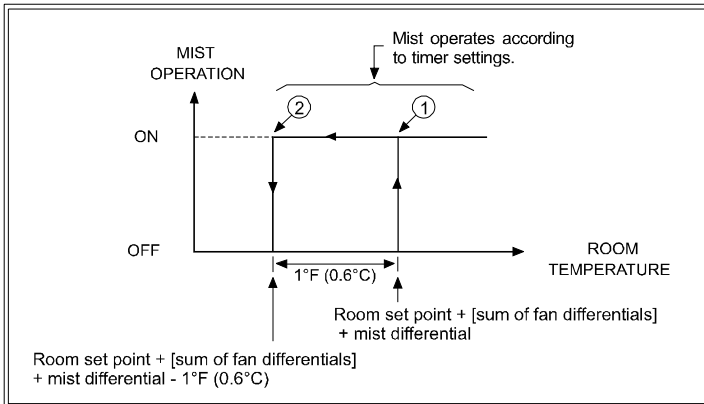 Mist operates according
to timer settings.
MIST
OPERATION
2
1
ON
OFF
1°F (0.6°C)
ROOM
TEMPERATURE
Room set point + [sum of fan differentials]
+ mist differential
Room set point + [sum of fan differentials]
+ mist differential - 1°F (0.6°C)